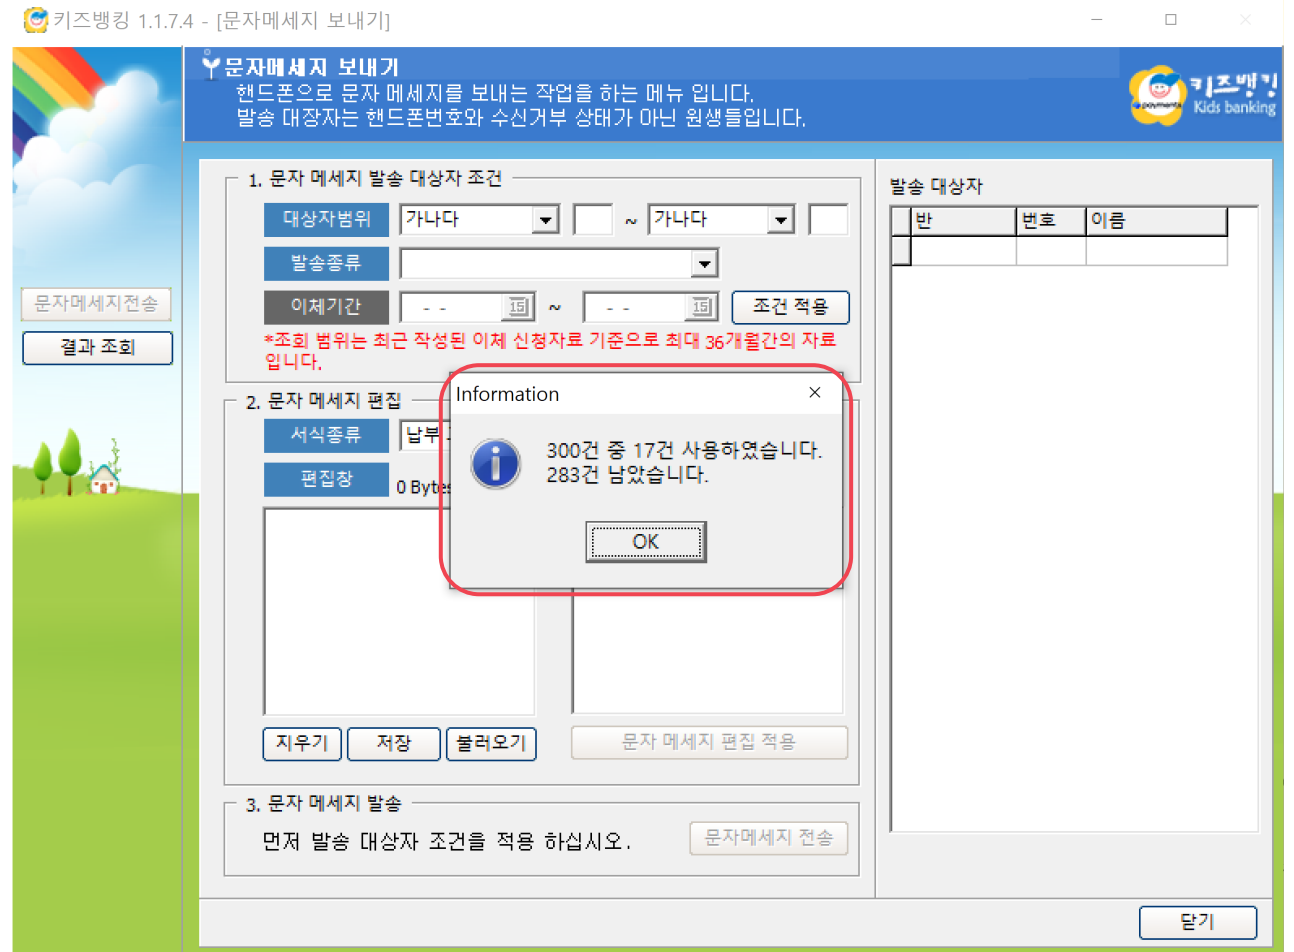 키즈뱅킹 1.1.7.4 - [문자메세지 보내기]
문자메세지 보내기
핸드폰으로 문자 메세지를 보내는 작업을 하는 메뉴 입니다.
발송 대장자는 핸드폰번호와 수신거부 상태가 아닌 원생들입니다.
payments
키즈뱅킹
Kids banking
문자메세지전송
결과 조회
1. 문자 메세지 발송 대상자 조건
대상자범위 가나다 ~ 가나다
발송종류
이체기간 - - 15 ~ - - 15 조건 적용
*조회 범위는 최근 작성된 이체 신청자료 기준으로 최대 36개월간의 자료
입니다.
2. 문자 메세지 편집
서식종류 납부
편집창 0 Bytes
Information
300건 중 17건 사용하였습니다.
283건 남았습니다.
OK
지우기 저장 불러오기 문자 메세지 편집 적용
3. 문자 메세지 발송
먼저 발송 대상자 조건을 적용 하십시오. 문자메세지 전송
발송 대상자
반 번호 이름
닫기